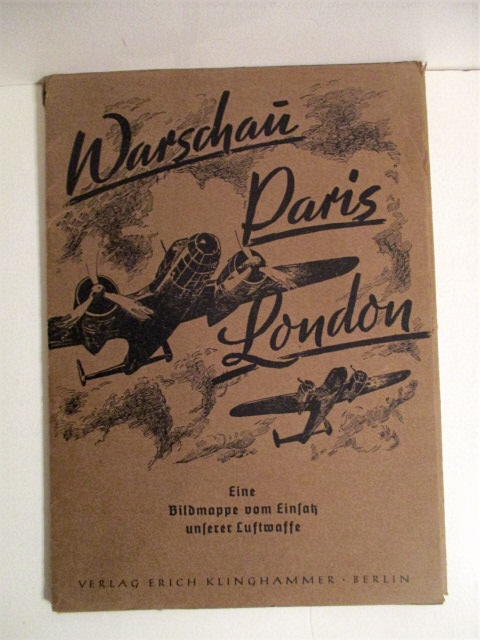 Warschau
Paris
London
Eine
Bildmappe vom Einsatz
unserer Luftwaffe
VERLAG ERICH KLINGHAMMER · BERLIN